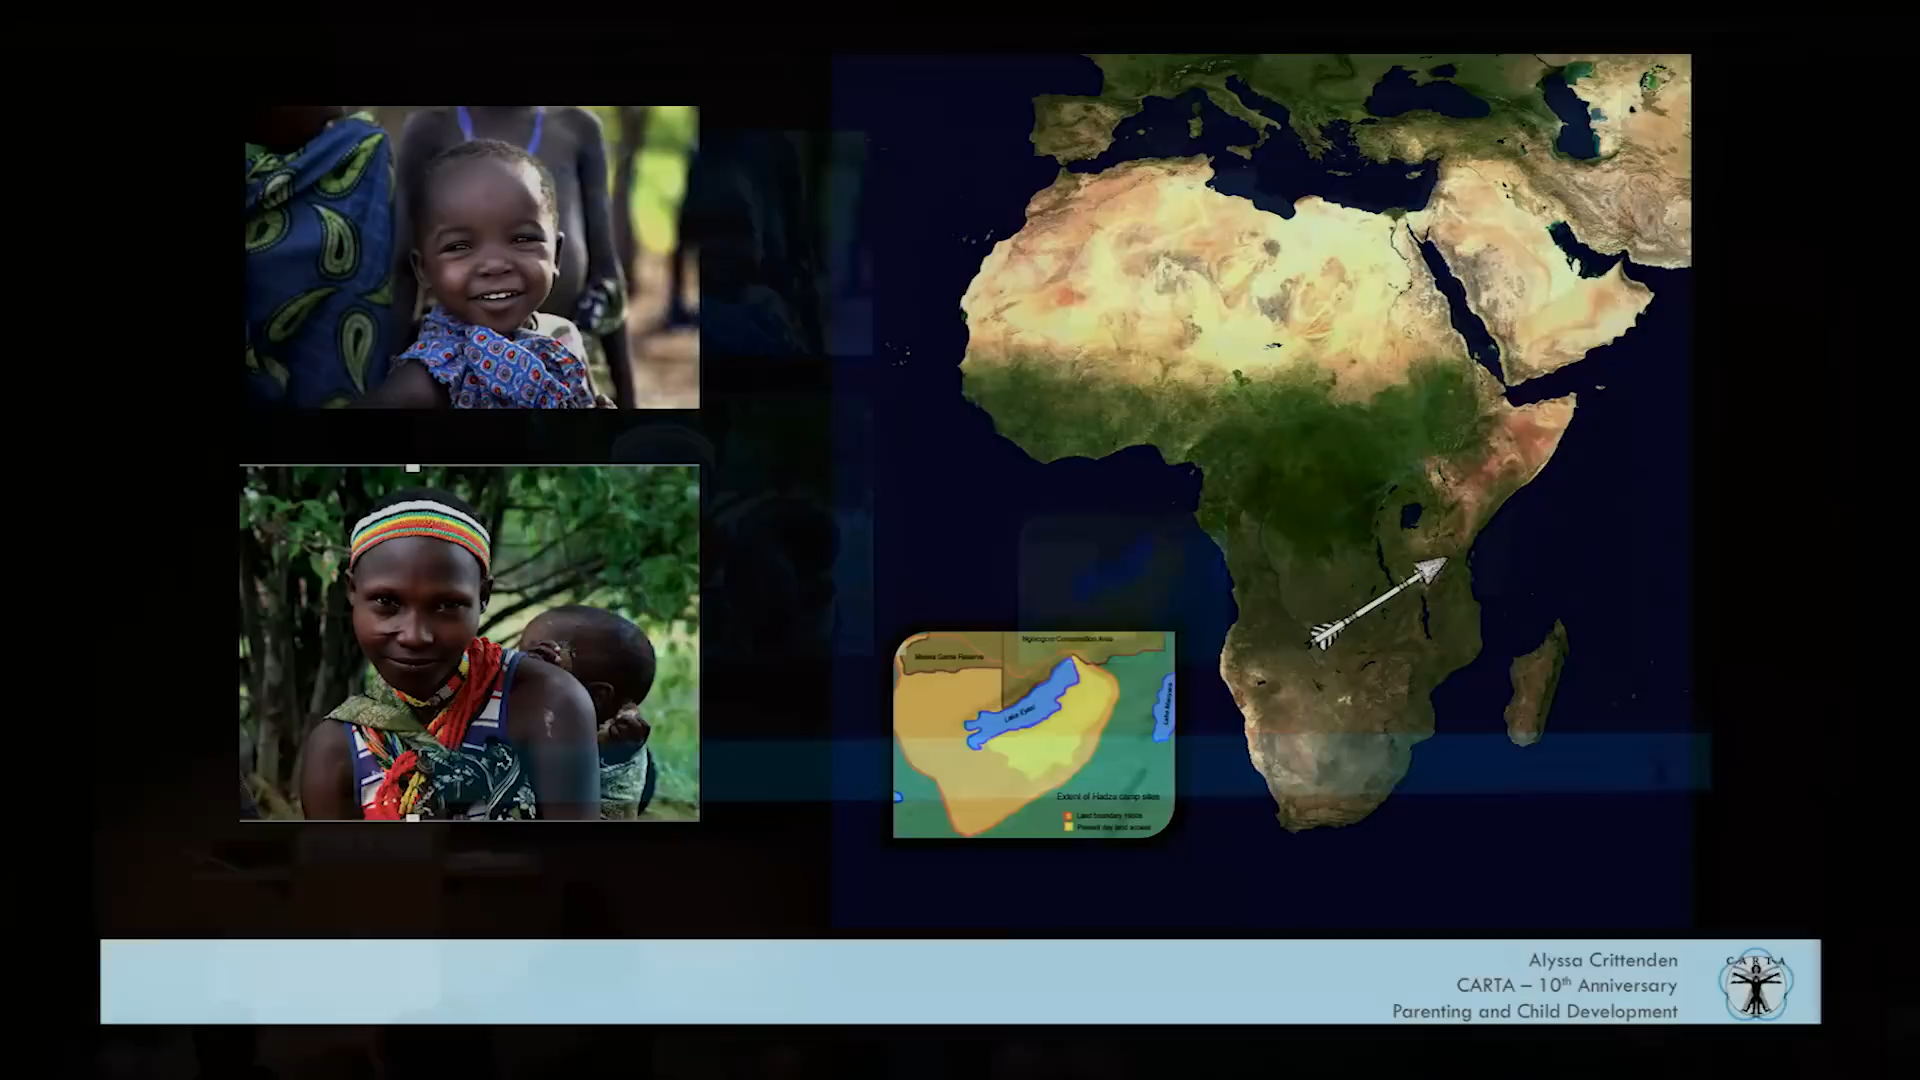 Ngorogoro Conservation Area
Maswa Game Reserve
Lake Eyasi
Lake Manyara
Extent of Hadza camp sites
Land boundary 1950s
Present day land access
Alyssa Crittenden
CARTA – 10th Anniversary
Parenting and Child Development
CARTA